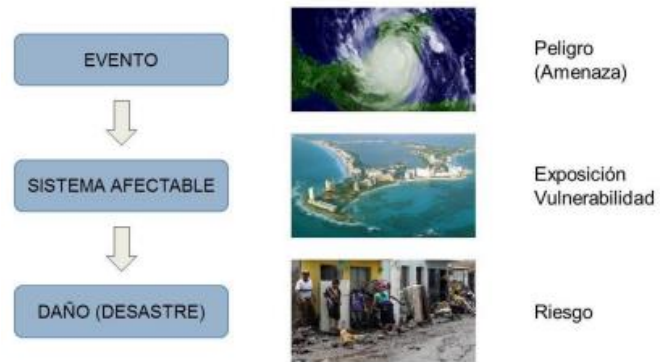 EVENTO
Peligro
(Amenaza)
SISTEMA AFECTABLE
Exposición
Vulnerabilidad
DAÑO (DESASTRE)
Riesgo